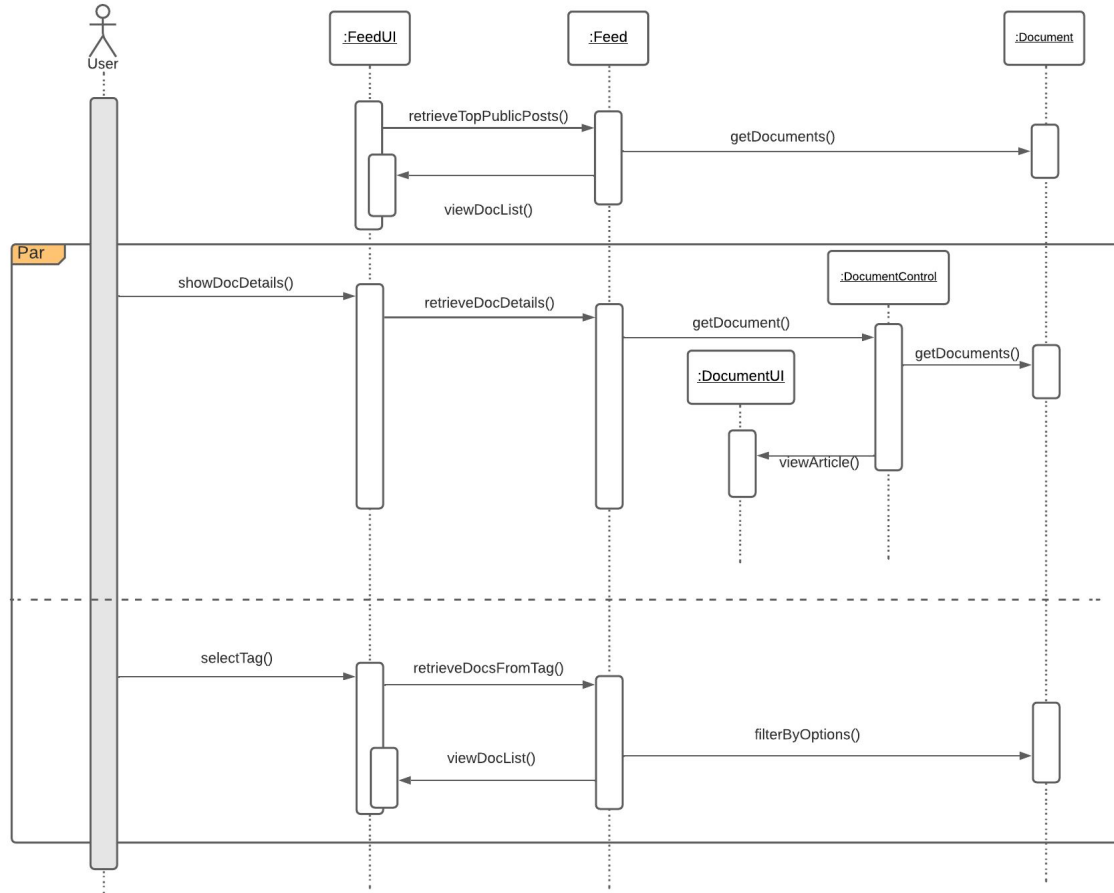 User
:FeedUI
:Feed
:Document
retrieveTopPublicPosts()
getDocuments()
viewDocList()
Par
:DocumentControl
showDocDetails()
retrieveDocDetails()
getDocument()
getDocuments()
:DocumentUI
viewArticle()
selectTag()
retrieveDocsFromTag()
filterByOptions()
viewDocList()